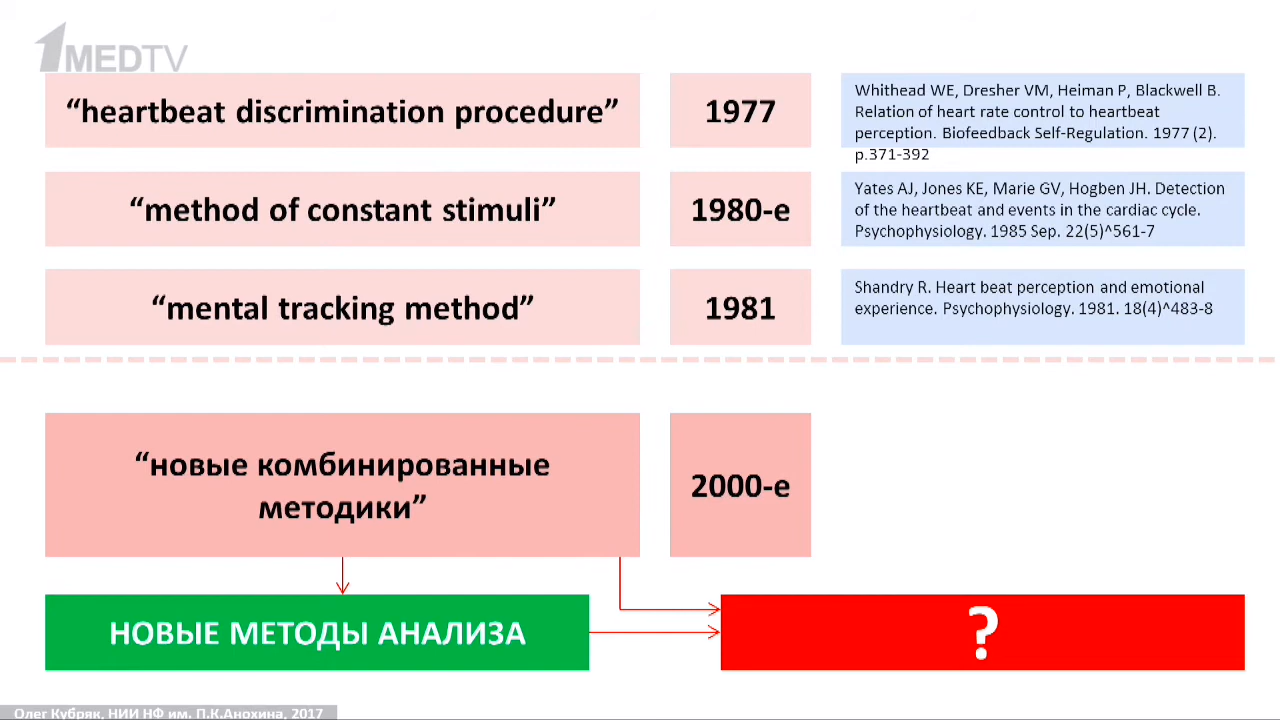 1MEDTV
“heartbeat discrimination procedure”
1977
Whithead WE, Dresher VM, Heiman P, Blackwell B.
Relation of heart rate control to heartbeat
perception. Biofeedback Self-Regulation. 1977 (2).
p.371-392
“method of constant stimuli”
1980-е
Yates AJ, Jones KE, Marie GV, Hogben JH. Detection
of the heartbeat and events in the cardiac cycle.
Psychophysiology. 1985 Sep. 22(5)^561-7
“mental tracking method”
1981
Shandry R. Heart beat perception and emotional
experience. Psychophysiology. 1981. 18(4)^483-8
“новые комбинированные
методики”
2000-е
НОВЫЕ МЕТОДЫ АНАЛИЗА
?
Олег Кубряк, НИИ НФ им. П.К.Анохина, 2017